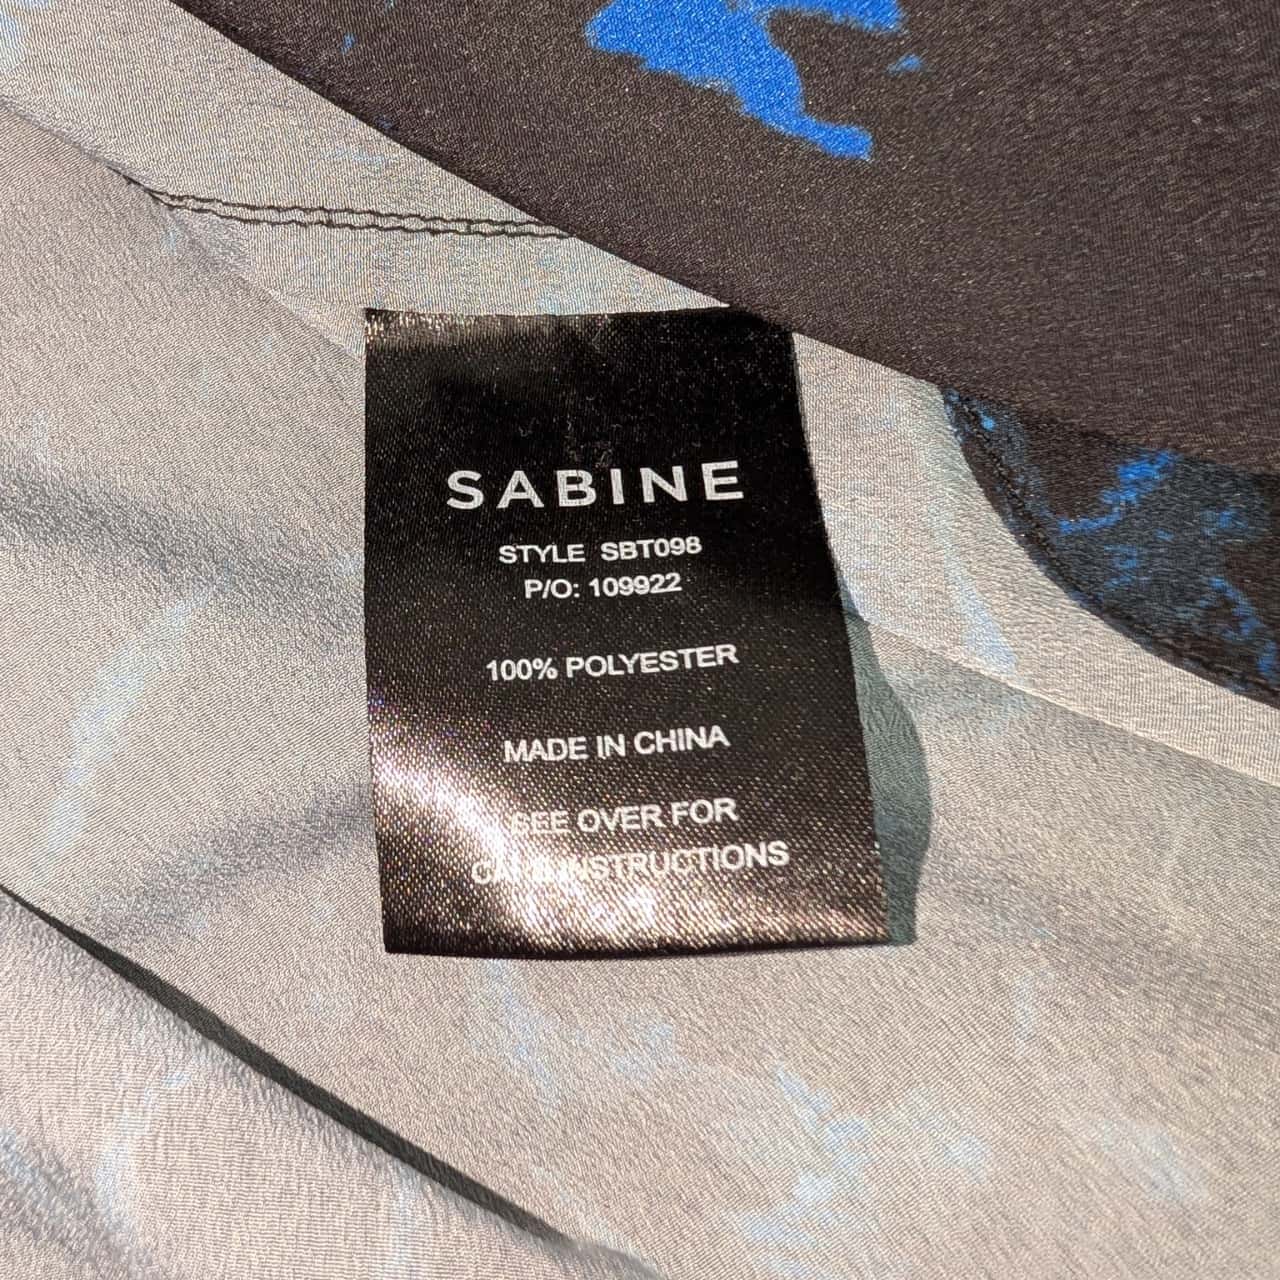 SABINE
STYLE SBT098
P/O: 109922
100% POLYESTER
MADE IN CHINA
SEE OVER FOR
INSTRUCTIONS